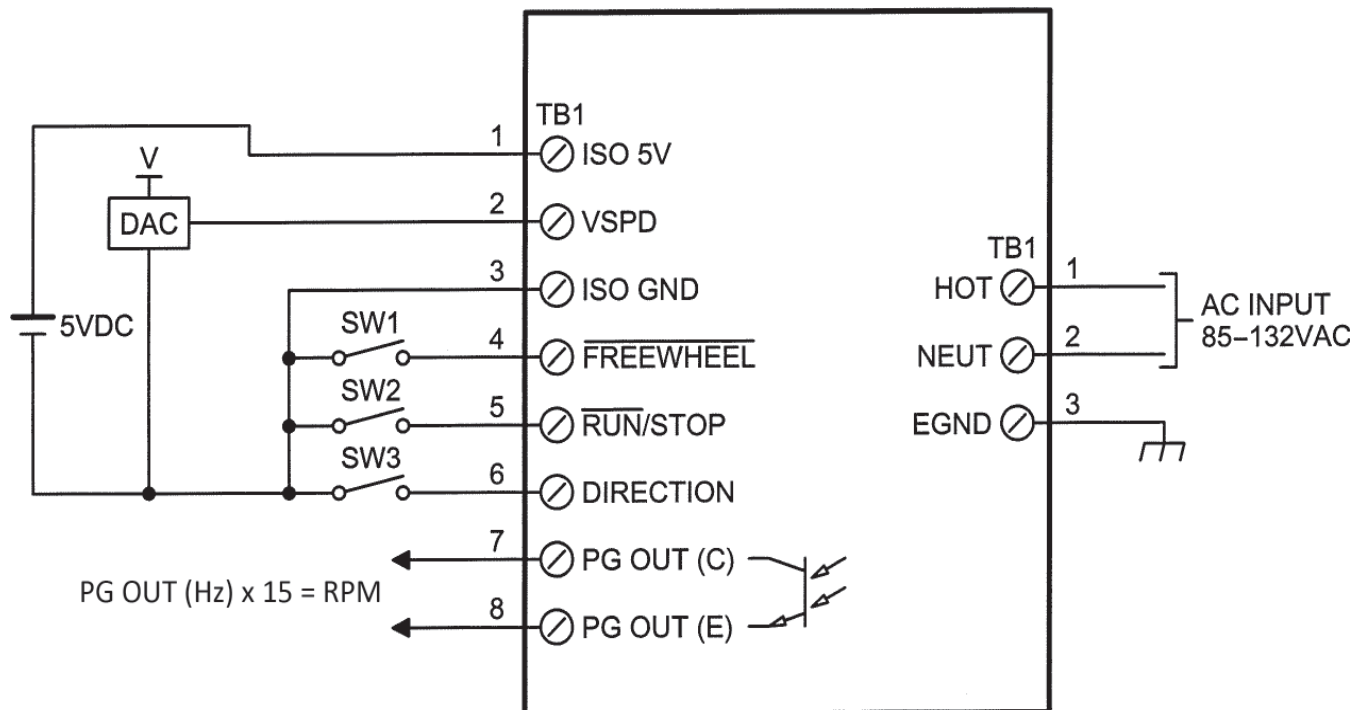 TB1
1
ISO 5V
V
DAC
2
VSPD
3
ISO GND
5VDC
SW1
4
FREEWHEEL
SW2
5
RUN/STOP
SW3
6
DIRECTION
7
PG OUT (C)
PG OUT (Hz) x 15 = RPM
8
PG OUT (E)
TB1
HOT
1
NEUT
2
EGND
3
AC INPUT
85–132VAC